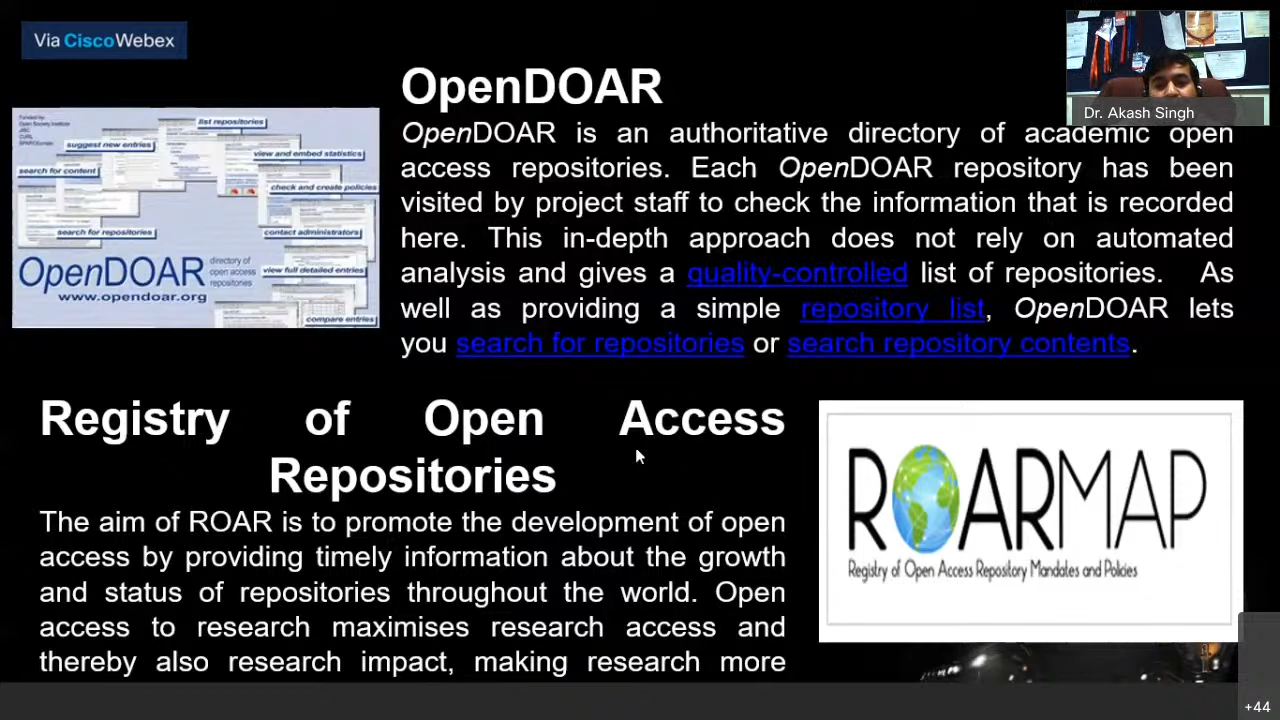 Via CiscoWebex
Dr. Akash Singh
OpenDOAR
OpenDOAR is an authoritative directory of academic open
access repositories. Each OpenDOAR repository has been
visited by project staff to check the information that is recorded
here. This in-depth approach does not rely on automated
analysis and gives a quality-controlled list of repositories. As
well as providing a simple repository list, OpenDOAR lets
you search for repositories or search repository contents.
Funded by:
Open Society Institute
JISC
CURL
SPARCEurope
list repositories
suggest new entries
view and embed statistics
search for content
check and create policies
search for repositories
contact administrators
OpenDOAR
directory of
open access
repositories
view full detailed entries
www.opendoar.org
compare entries
Registry of Open Access
Repositories
The aim of ROAR is to promote the development of open
access by providing timely information about the growth
and status of repositories throughout the world. Open
access to research maximises research access and
thereby also research impact, making research more
ROARMAP
Registry of Open Access Repository Mandates and Policies
+44